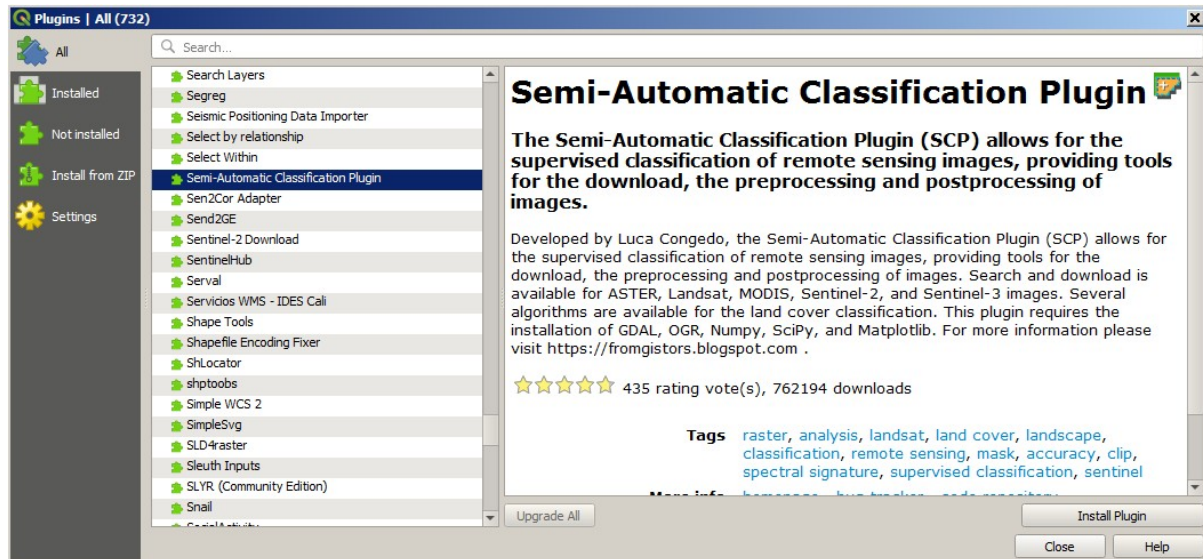 Plugins | All (732)
All
Installed
Not installed
Install from ZIP
Settings
Search...
Search Layers
Segreg
Seismic Positioning Data Importer
Select by relationship
Select Within
Semi-Automatic Classification Plugin
Sen2Cor Adapter
Send2GE
Sentinel-2 Download
SentinelHub
Serval
Servicios WMS - IDES Cali
Shape Tools
Shapefile Encoding Fixer
ShLocator
shptoobs
Simple WCS 2
SimpleSvg
SLD4raster
Sleuth Inputs
SLYR (Community Edition)
Snail
SocialActivity
Semi-Automatic Classification Plugin
The Semi-Automatic Classification Plugin (SCP) allows for the
supervised classification of remote sensing images, providing tools
for the download, the preprocessing and postprocessing of
images.
Developed by Luca Congedo, the Semi-Automatic Classification Plugin (SCP) allows for
the supervised classification of remote sensing images, providing tools for the
download, the preprocessing and postprocessing of images. Search and download is
available for ASTER, Landsat, MODIS, Sentinel-2, and Sentinel-3 images. Several
algorithms are available for the land cover classification. This plugin requires the
installation of GDAL, OGR, Numpy, SciPy, and Matplotlib. For more information please
visit https://fromgistors.blogspot.com .
435 rating vote(s), 762194 downloads
Tags raster, analysis, landsat, land cover, landscape,
classification, remote sensing, mask, accuracy, clip,
spectral signature, supervised classification, sentinel
More info homepage bug tracker code repository
Upgrade All
Install Plugin
Close
Help